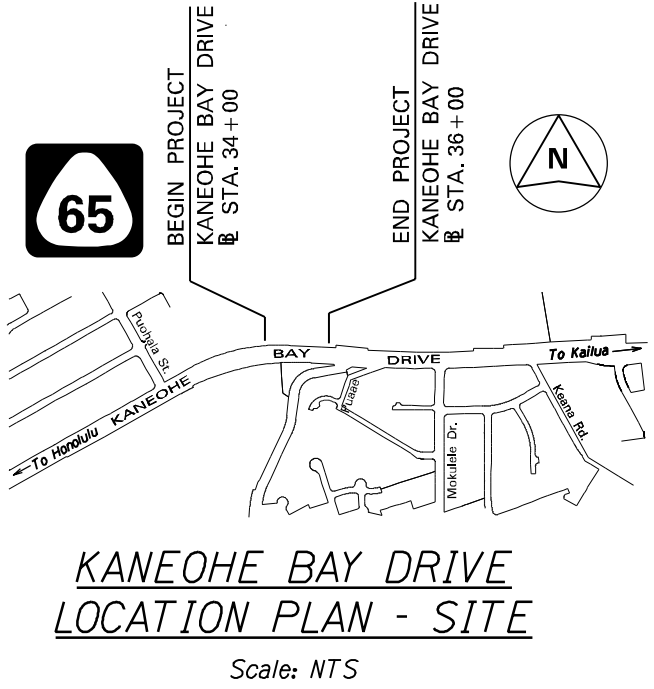 BEGIN PROJECT
KANEOHE BAY DRIVE
℄ STA. 34+00
END PROJECT
KANEOHE BAY DRIVE
℄ STA. 36+00
65
N
Puohala St.
BAY
DRIVE
To Kailua
KANEOHE
To Honolulu
Keana Rd.
Mokulele Dr.
KANEOHE BAY DRIVE
LOCATION PLAN - SITE
Scale: NTS